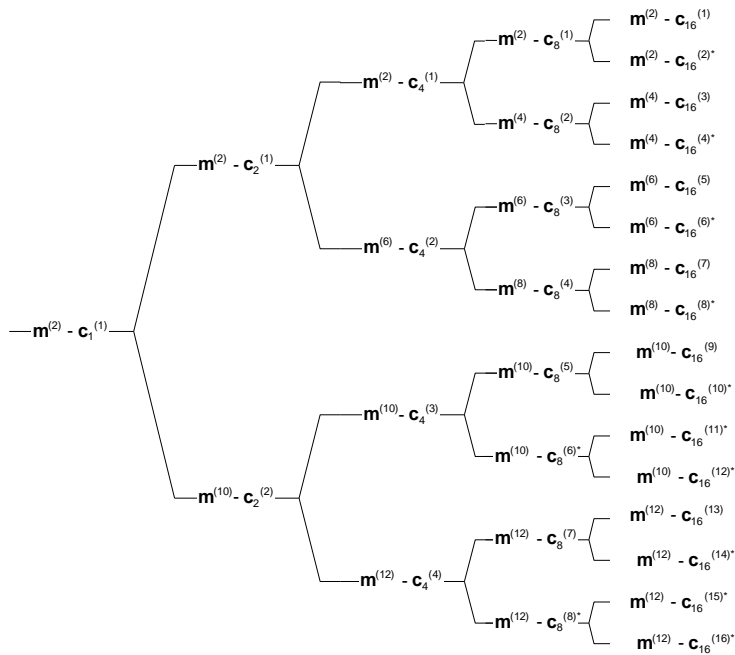 m(2) - c16(1)
m(2) - c8(1)
m(2) - c16(2)*
m(2) - c4(1)
m(4) - c16(3)
m(4) - c8(2)
m(4) - c16(4)*
m(2) - c2(1)
m(6) - c16(5)
m(6) - c8(3)
m(6) - c16(6)*
m(6) - c4(2)
m(8) - c16(7)
m(8) - c8(4)
m(8) - c16(8)*
m(2) - c1(1)
m(10) - c16(9)
m(10) - c8(5)
m(10) - c16(10)*
m(10) - c4(3)
m(10) - c16(11)*
m(10) - c8(6)*
m(10) - c16(12)*
m(10) - c2(2)
m(12) - c16(13)
m(12) - c8(7)
m(12) - c16(14)*
m(12) - c4(4)
m(12) - c16(15)*
m(12) - c8(8)*
m(12) - c16(16)*